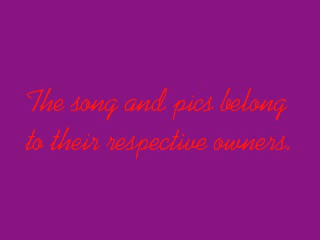 The song and pics belong
to their respective owners.